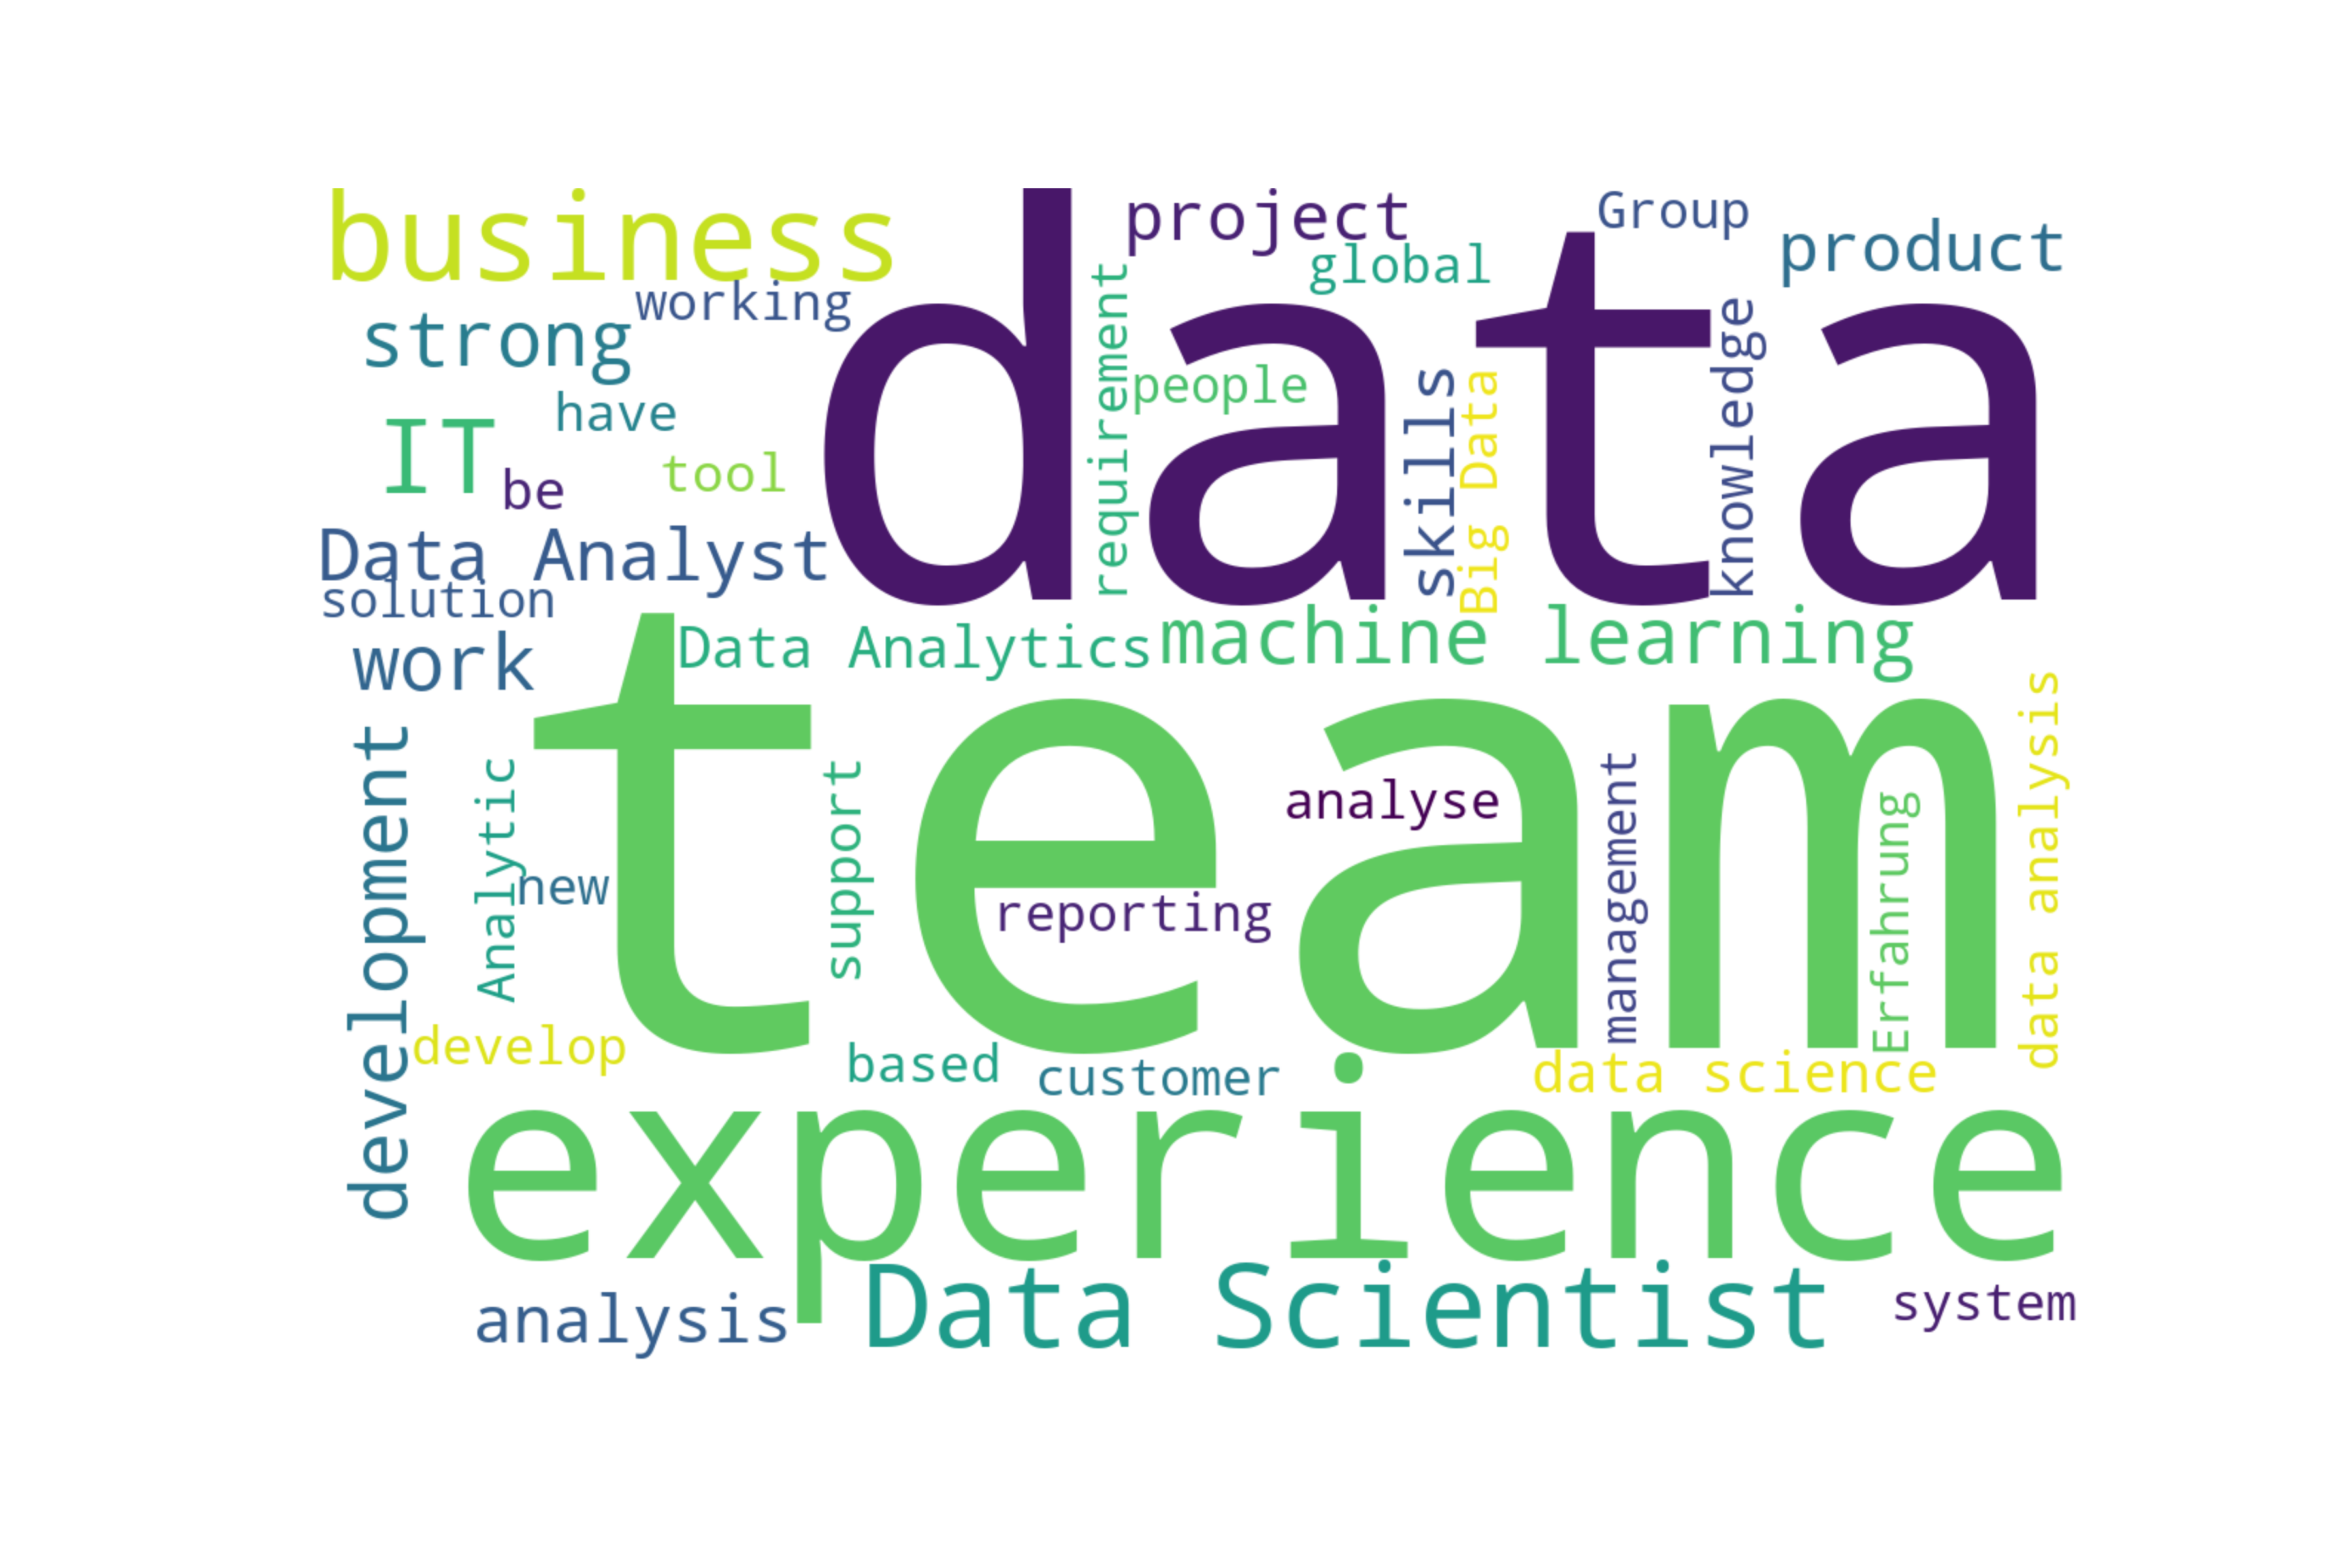 business
project
Group
product
global
working
data
strong
requirement
people
skills
Big Data
knowledge
have
IT
be
tool
Data Analyst
solution
Data Analytics
machine learning
work
team
development
Analytic
new
support
analyse
reporting
management
Erfahrung
data analysis
develop
based
customer
data science
experience
analysis
Data Scientist
system